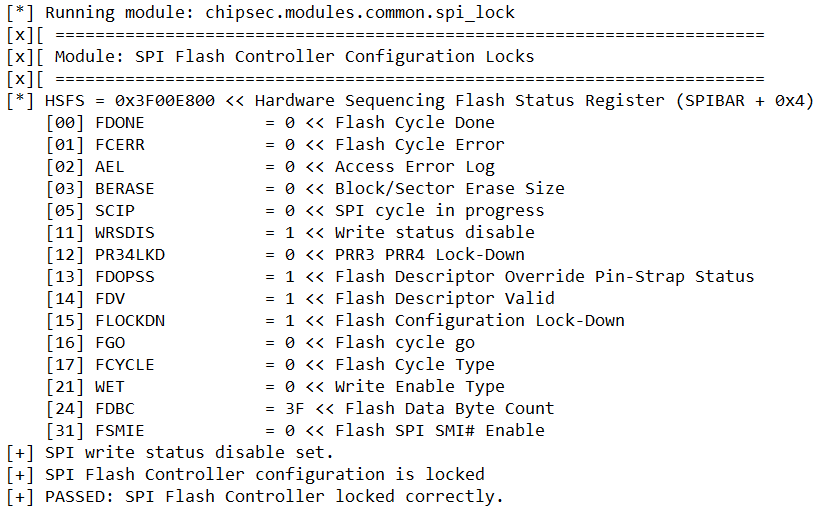 [*] Running module: chipsec.modules.common.spi_lock
[x][ =======================================================================
[x][ Module: SPI Flash Controller Configuration Locks
[x][ =======================================================================
[*] HSFS = 0x3F00E800 << Hardware Sequencing Flash Status Register (SPIBAR + 0x4)
    [00] FDONE            = 0 << Flash Cycle Done
    [01] FCERR            = 0 << Flash Cycle Error
    [02] AEL              = 0 << Access Error Log
    [03] BERASE           = 0 << Block/Sector Erase Size
    [05] SCIP             = 0 << SPI cycle in progress
    [11] WRSDIS           = 1 << Write status disable
    [12] PR34LKD          = 0 << PRR3 PRR4 Lock-Down
    [13] FDOPSS           = 1 << Flash Descriptor Override Pin-Strap Status
    [14] FDV              = 1 << Flash Descriptor Valid
    [15] FLOCKDN          = 1 << Flash Configuration Lock-Down
    [16] FGO              = 0 << Flash cycle go
    [17] FCYCLE           = 0 << Flash Cycle Type
    [21] WET              = 0 << Write Enable Type
    [24] FDBC             = 3F << Flash Data Byte Count
    [31] FSMIE            = 0 << Flash SPI SMI# Enable
[+] SPI write status disable set.
[+] SPI Flash Controller configuration is locked
[+] PASSED: SPI Flash Controller locked correctly.